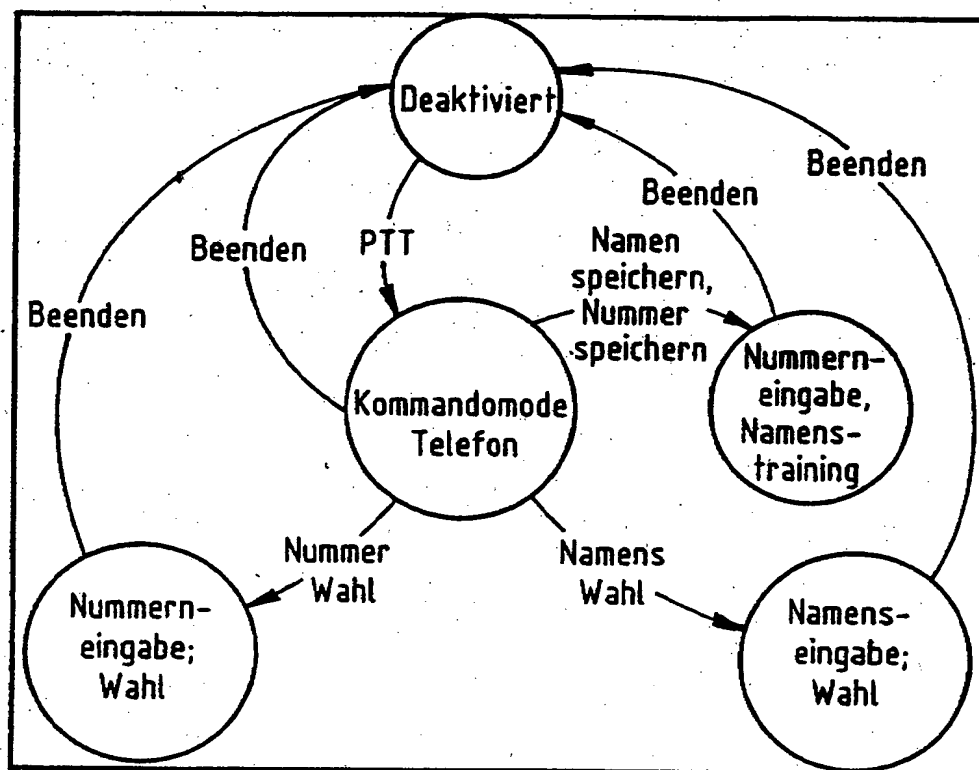 Deaktiviert
Beenden
Beenden
PTT
Beenden
Beenden
Namen
speichern,
Nummer
speichern
Kommandomode
Telefon
Nummern-
eingabe,
Namens-
training
Nummer
Wahl
Namens
Wahl
Nummern-
eingabe;
Wahl
Namens-
eingabe;
Wahl